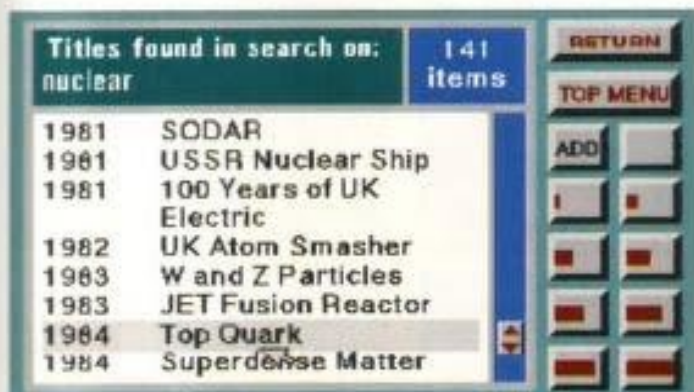 Titles found in search on:
nuclear
141
items
RETURN
TOP MENU
ADD
1981 SODAR
1981 USSR Nuclear Ship
1981 100 Years of UK
Electric
1982 UK Atom Smasher
1983 W and Z Particles
1983 JET Fusion Reactor
1984 Top Quark
1984 Superdense Matter